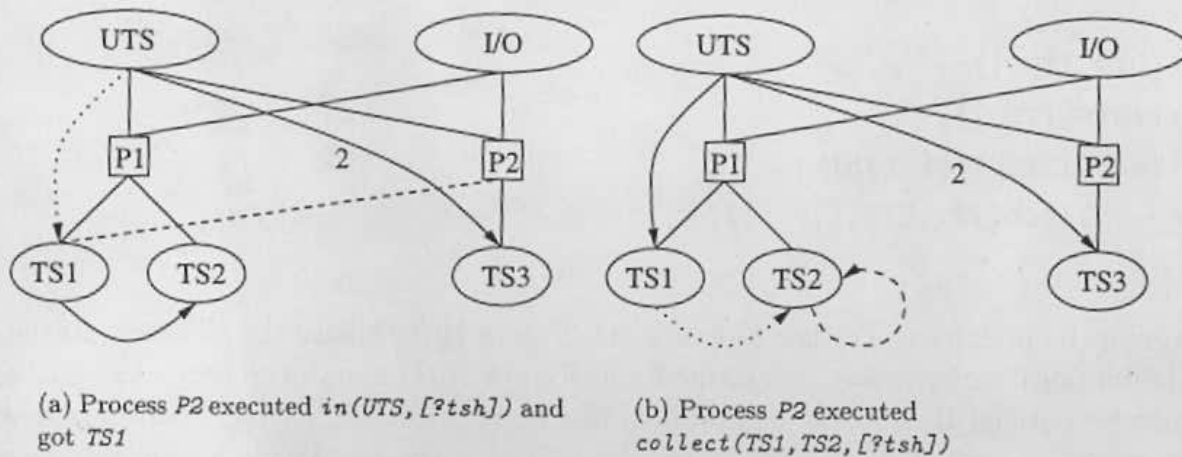 UTS I/O UTS I/O
P1 2 P2 P1 2 P2
TS1 TS2 TS3 TS1 TS2 TS3
(a) Process P2 executed in(UTS,[?tsh]) and
got TS1
(b) Process P2 executed
collect(TS1,TS2,[?tsh])